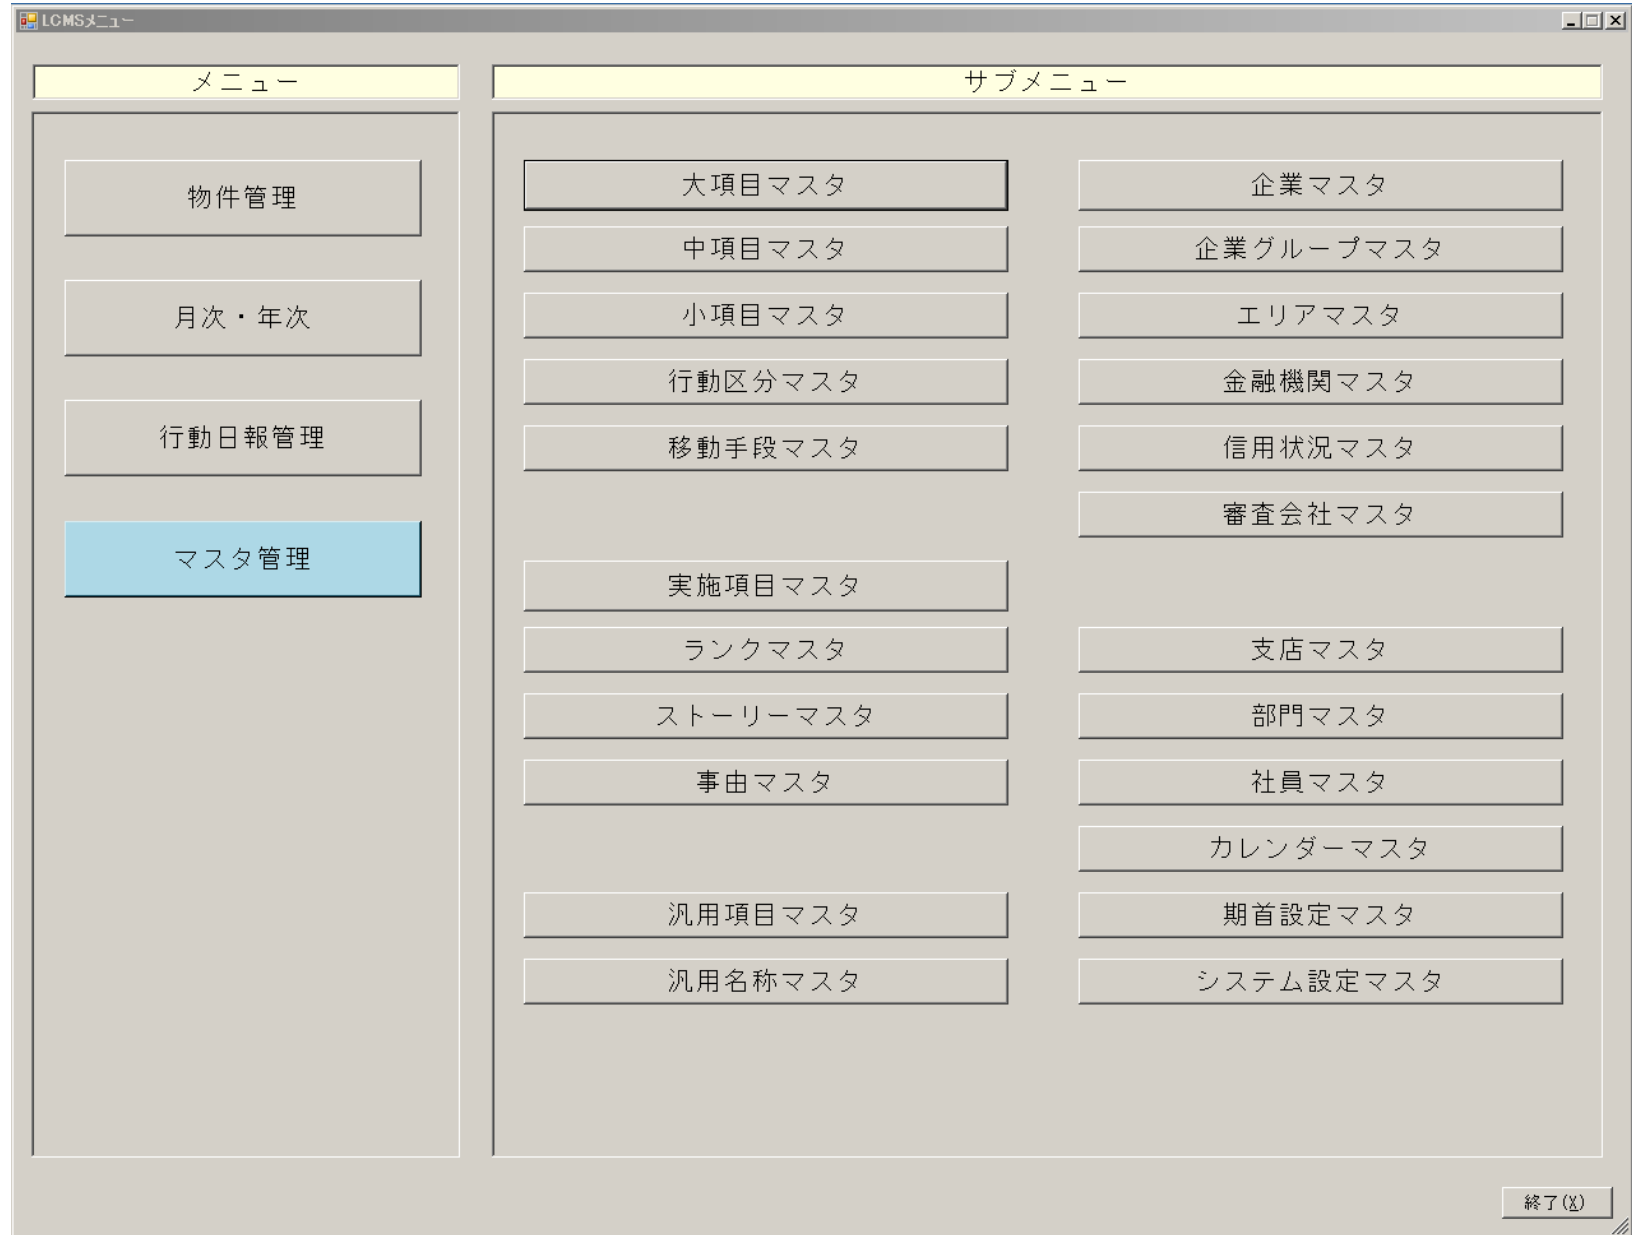 LCMSメニュー
メニュー
サブメニュー
物件管理
月次・年次
行動日報管理
マスタ管理
大項目マスタ
中項目マスタ
小項目マスタ
行動区分マスタ
移動手段マスタ
実施項目マスタ
ランクマスタ
ストーリーマスタ
事由マスタ
汎用項目マスタ
汎用名称マスタ
企業マスタ
企業グループマスタ
エリアマスタ
金融機関マスタ
信用状況マスタ
審査会社マスタ
支店マスタ
部門マスタ
社員マスタ
カレンダーマスタ
期首設定マスタ
システム設定マスタ
終了(X)